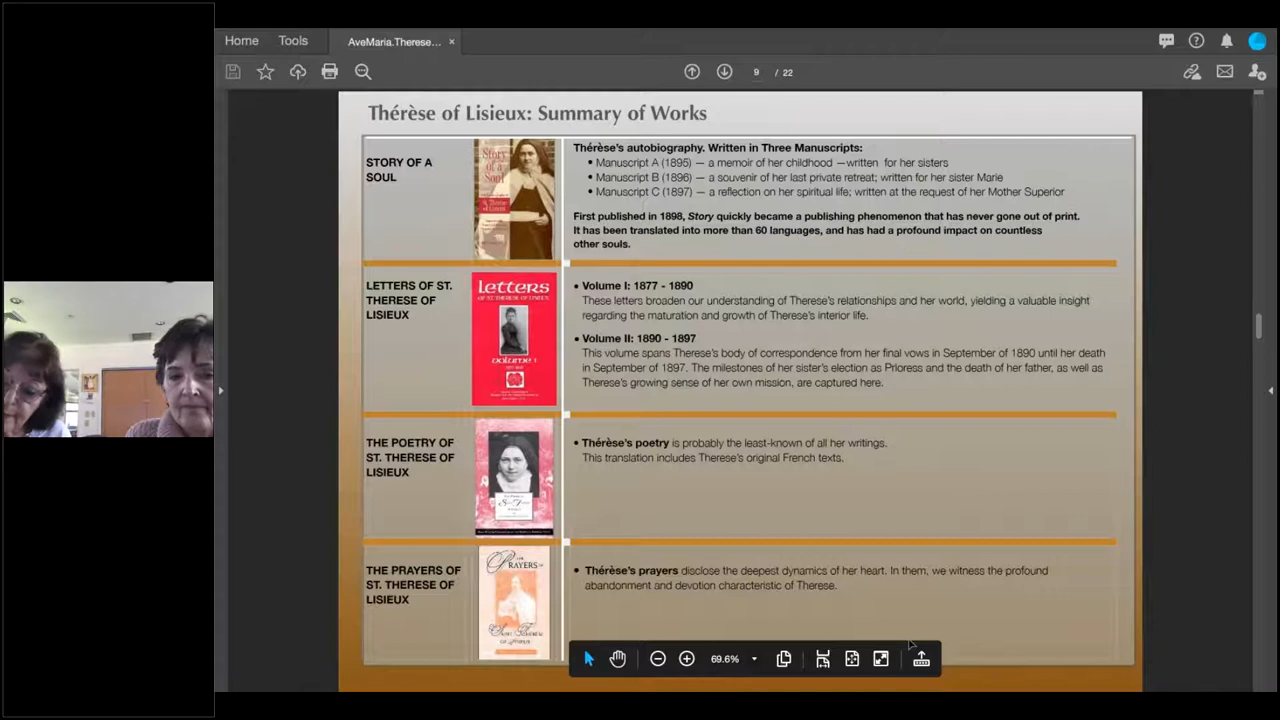 Home
Tools
AveMaria.Therese...
9 / 22
Thérèse of Lisieux: Summary of Works
STORY OF A
SOUL
Story
of a
Soul
Thérèse's autobiography. Written in Three Manuscripts:
• Manuscript A (1895) — a memoir of her childhood —written for her sisters
• Manuscript B (1896) — a souvenir of her last private retreat; written for her sister Marie
• Manuscript C (1897) — a reflection on her spiritual life; written at the request of her Mother Superior
First published in 1898, Story quickly became a publishing phenomenon that has never gone out of print.
It has been translated into more than 60 languages, and has had a profound impact on countless
other souls.
LETTERS OF ST.
THERESE OF
LISIEUX
Letters
OF ST. THERESE OF LISIEUX
volume 1
• Volume I: 1877 - 1890
These letters broaden our understanding of Therese's relationships and her world, yielding a valuable insight
regarding the maturation and growth of Therese's interior life.
• Volume II: 1890 - 1897
This volume spans Therese's body of correspondence from her final vows in September of 1890 until her death
in September of 1897. The milestones of her sister's election as Prioress and the death of her father, as well as
Therese's growing sense of her own mission, are captured here.
THE POETRY OF
ST. THERESE OF
LISIEUX
• Thérèse's poetry is probably the least-known of all her writings.
This translation includes Therese's original French texts.
THE PRAYERS OF
ST. THERESE OF
LISIEUX
PRAYERS OF
• Thérèse's prayers disclose the deepest dynamics of her heart. In them, we witness the profound
abandonment and devotion characteristic of Therese.
69.6%